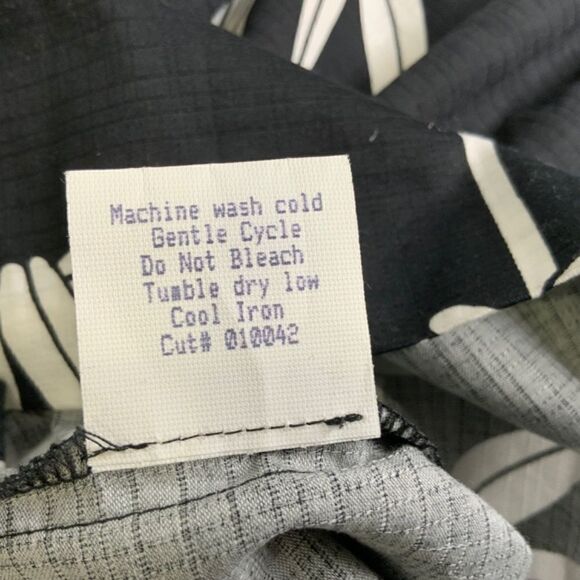 Machine wash cold
Gentle Cycle
Do Not Bleach
Tumble dry low
Cool Iron
Cut# 010042